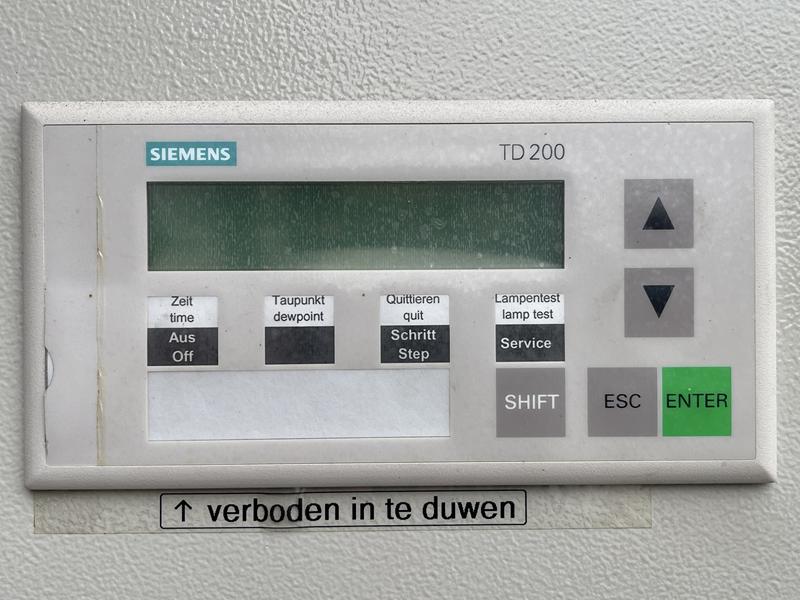 SIEMENS
TD 200
Zeit
time
Aus
Off
Taupunkt
dewpoint
Quittieren
quit
Schritt
Step
Lampentest
lamp test
Service
SHIFT
ESC
ENTER
↑ verboden in te duwen